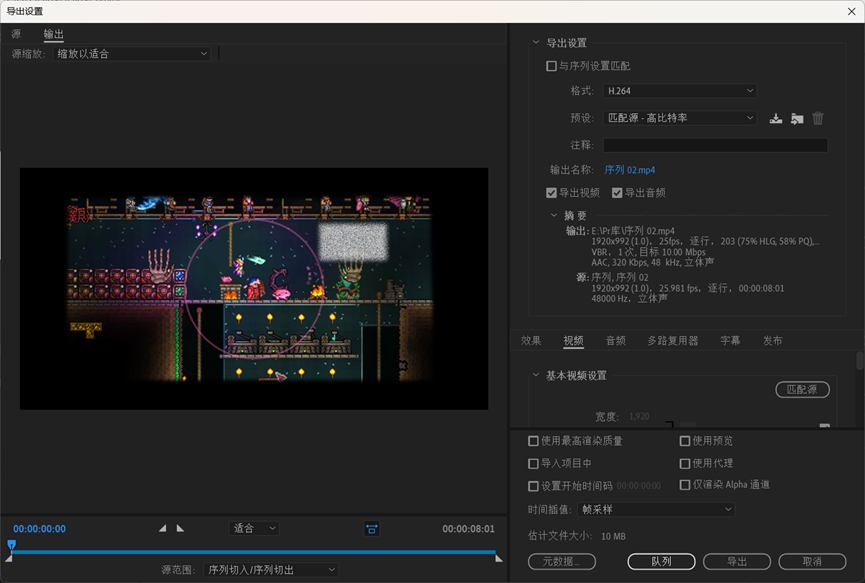 导出设置
源
输出
源缩放: 缩放以适合
00:00:00:00
适合
00:00:08:01
源范围: 序列切入/序列切出
导出设置
与序列设置匹配
格式: H.264
预设: 匹配源 - 高比特率
注释:
输出名称: 序列 02.mp4
导出视频 导出音频
摘要
输出: E:\Pr库\序列 02.mp4
1920x992 (1.0)， 25fps， 逐行， 203 (75% HLG, 58% PQ),...
VBR， 1 次, 目标 10.00 Mbps
AAC, 320 Kbps, 48 kHz, 立体声
源: 序列, 序列 02
1920x992 (1.0)， 25.981 fps， 逐行， 00:00:08:01
48000 Hz， 立体声
效果 视频 音频 多路复用器 字幕 发布
基本视频设置
匹配源
宽度: 1,920
使用最高渲染质量 使用预览
导入项目中 使用代理
设置开始时间码 00:00:00:00 仅渲染 Alpha 通道
时间插值: 帧采样
估计文件大小: 10 MB
元数据... 队列 导出 取消